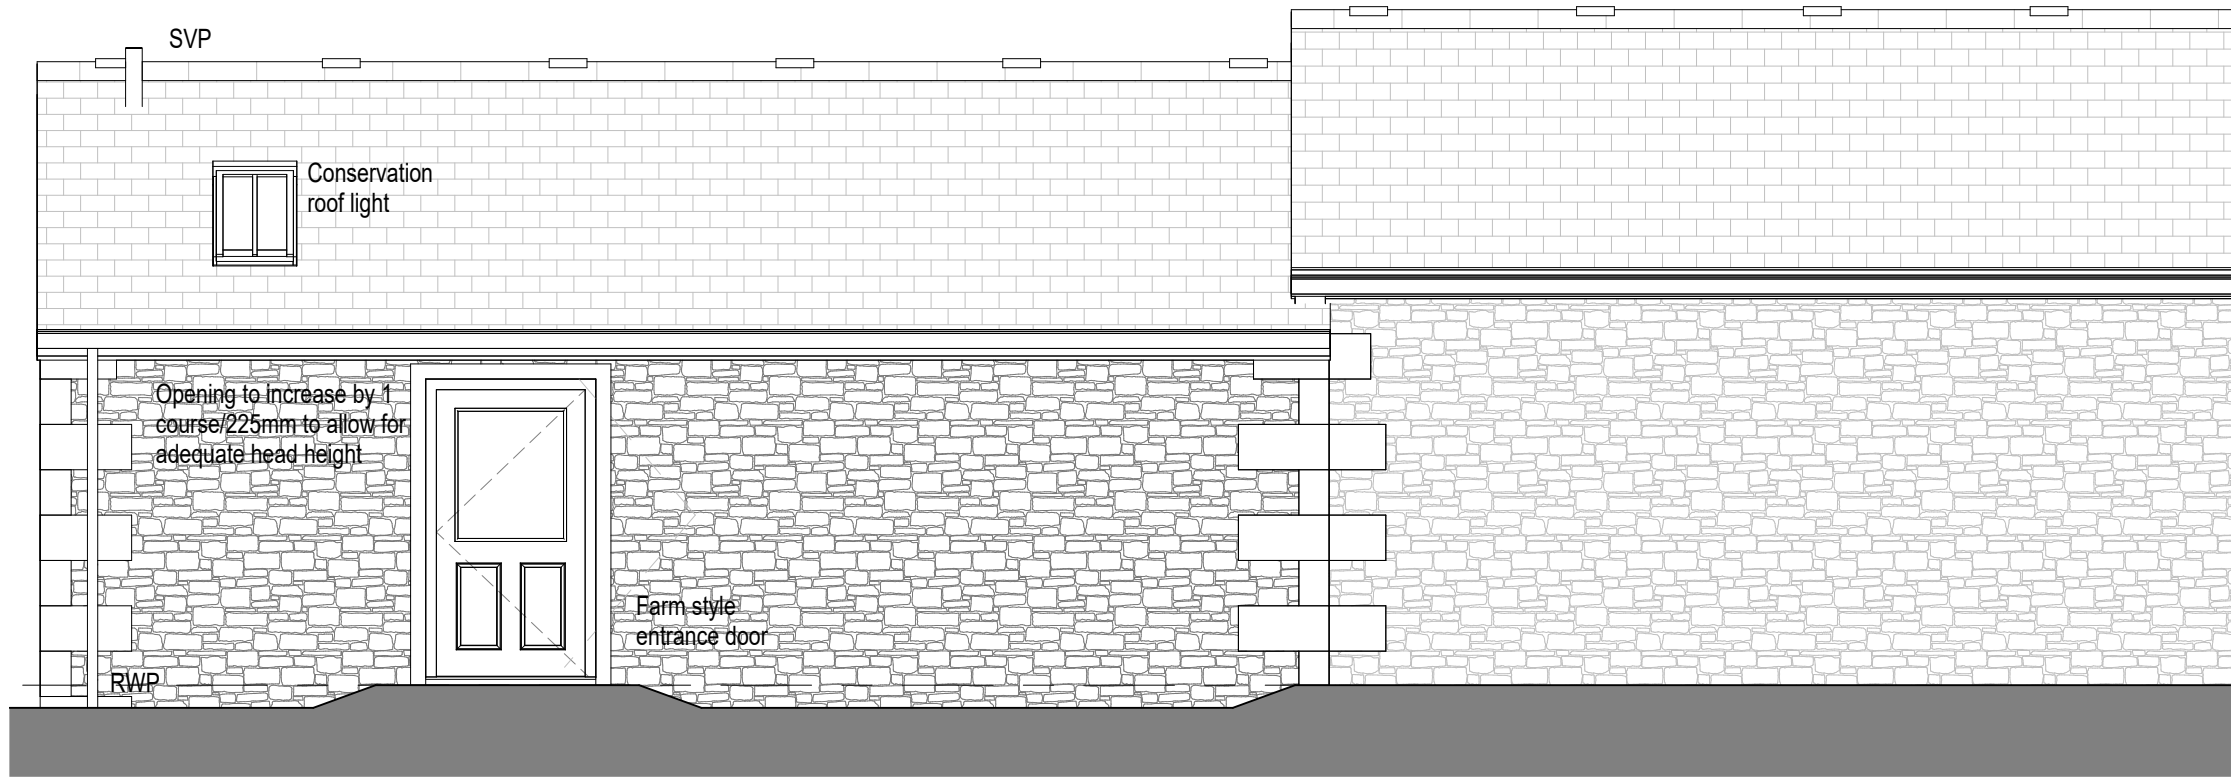 SVP
Conservation
roof light
Opening to increase by 1
course/225mm to allow for
adequate head height
Farm style
entrance door
RWP